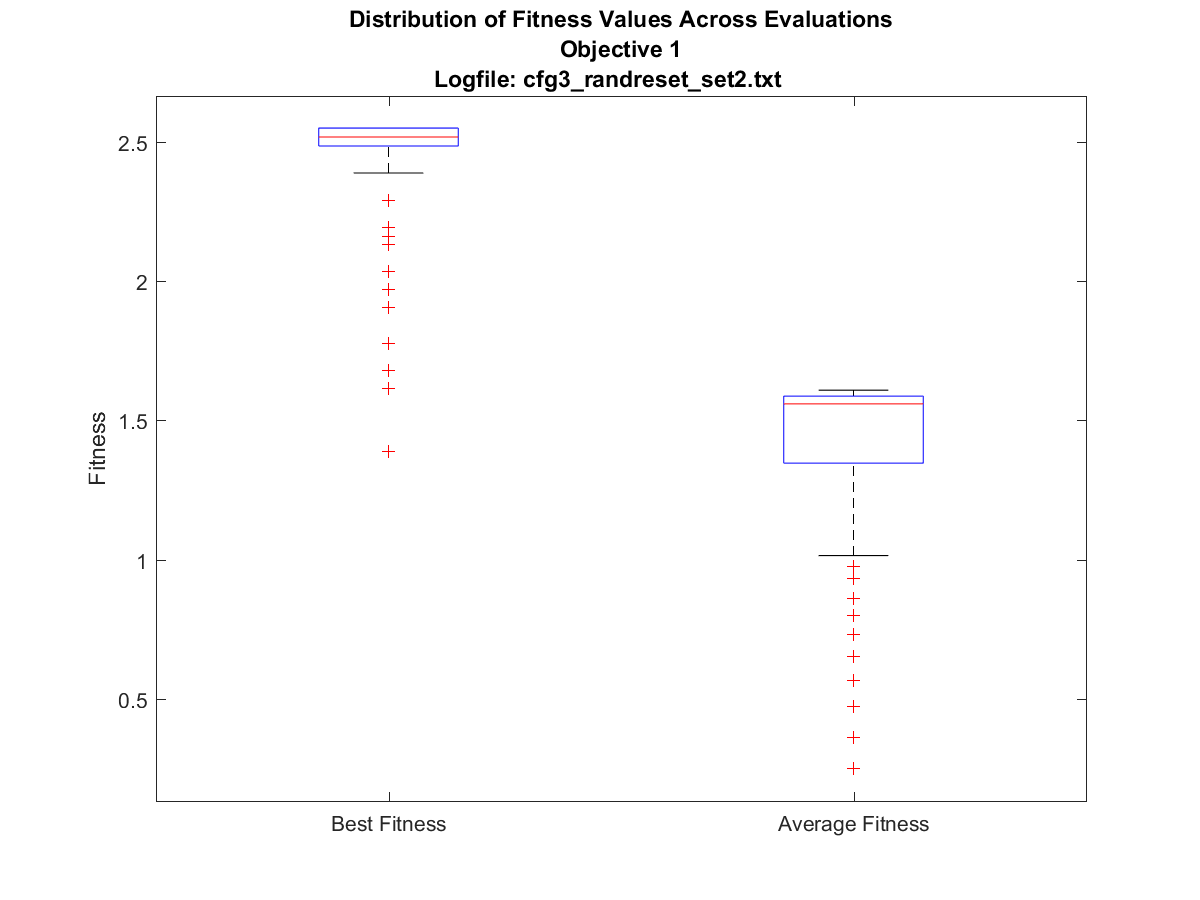 Distribution of Fitness Values Across Evaluations
Objective 1
Logfile: cfg3_randreset_set2.txt
2.5
2
1.5
1
0.5
Fitness
Best Fitness
Average Fitness